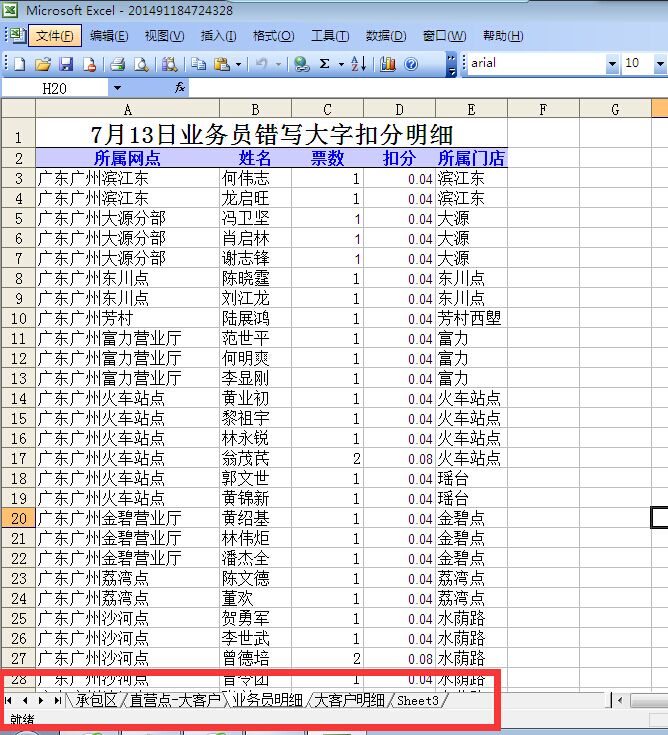 Microsoft Excel - 201491184724328
文件(F) 编辑(E) 视图(V) 插入(I) 格式(O) 工具(T) 数据(D) 窗口(W) 帮助(H)
arial 10
H20 fx
A B C D E F G
1 7月13日业务员错写大字扣分明细
2 所属网点 姓名 票数 扣分 所属门店
3 广东广州滨江东 何伟志 1 0.04 滨江东
4 广东广州滨江东 龙启旺 1 0.04 滨江东
5 广东广州大源分部 冯卫坚 1 0.04 大源
6 广东广州大源分部 肖启林 1 0.04 大源
7 广东广州大源分部 谢志锋 1 0.04 大源
8 广东广州东川点 陈晓霆 1 0.04 东川点
9 广东广州东川点 刘江龙 1 0.04 东川点
10 广东广州芳村 陆展鸿 1 0.04 芳村西塱
11 广东广州富力营业厅 范世平 1 0.04 富力
12 广东广州富力营业厅 何明爽 1 0.04 富力
13 广东广州富力营业厅 李显刚 1 0.04 富力
14 广东广州火车站点 黄业初 1 0.04 火车站点
15 广东广州火车站点 黎祖宇 1 0.04 火车站点
16 广东广州火车站点 林永锐 1 0.04 火车站点
17 广东广州火车站点 翁茂芪 2 0.08 火车站点
18 广东广州火车站点 郭文世 1 0.04 瑶台
19 广东广州火车站点 黄锦新 1 0.04 瑶台
20 广东广州金碧营业厅 黄绍基 1 0.04 金碧点
21 广东广州金碧营业厅 林伟炬 1 0.04 金碧点
22 广东广州金碧营业厅 潘杰全 1 0.04 金碧点
23 广东广州荔湾点 陈文德 1 0.04 荔湾点
24 广东广州荔湾点 董欢 1 0.04 荔湾点
25 广东广州沙河点 贺勇军 1 0.04 水荫路
26 广东广州沙河点 李世武 1 0.04 水荫路
27 广东广州沙河点 曾德培 2 0.08 水荫路
28 广东广州沙河点 1 0.04 水荫路
承包区 直营点-大客户 业务员明细 大客户明细 Sheet3
就绪